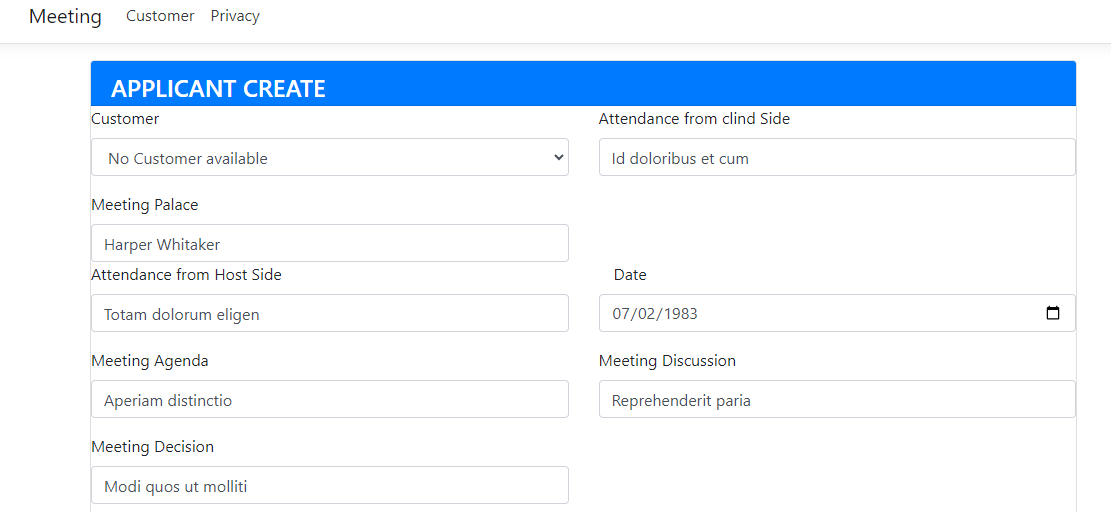 Meeting Customer Privacy
APPLICANT CREATE
Customer
Attendance from clind Side
No Customer available
Id doloribus et cum
Meeting Palace
Harper Whitaker
Attendance from Host Side
Date
Totam dolorum eligen
07/02/1983
Meeting Agenda
Meeting Discussion
Aperiam distinctio
Reprehenderit paria
Meeting Decision
Modi quos ut molliti